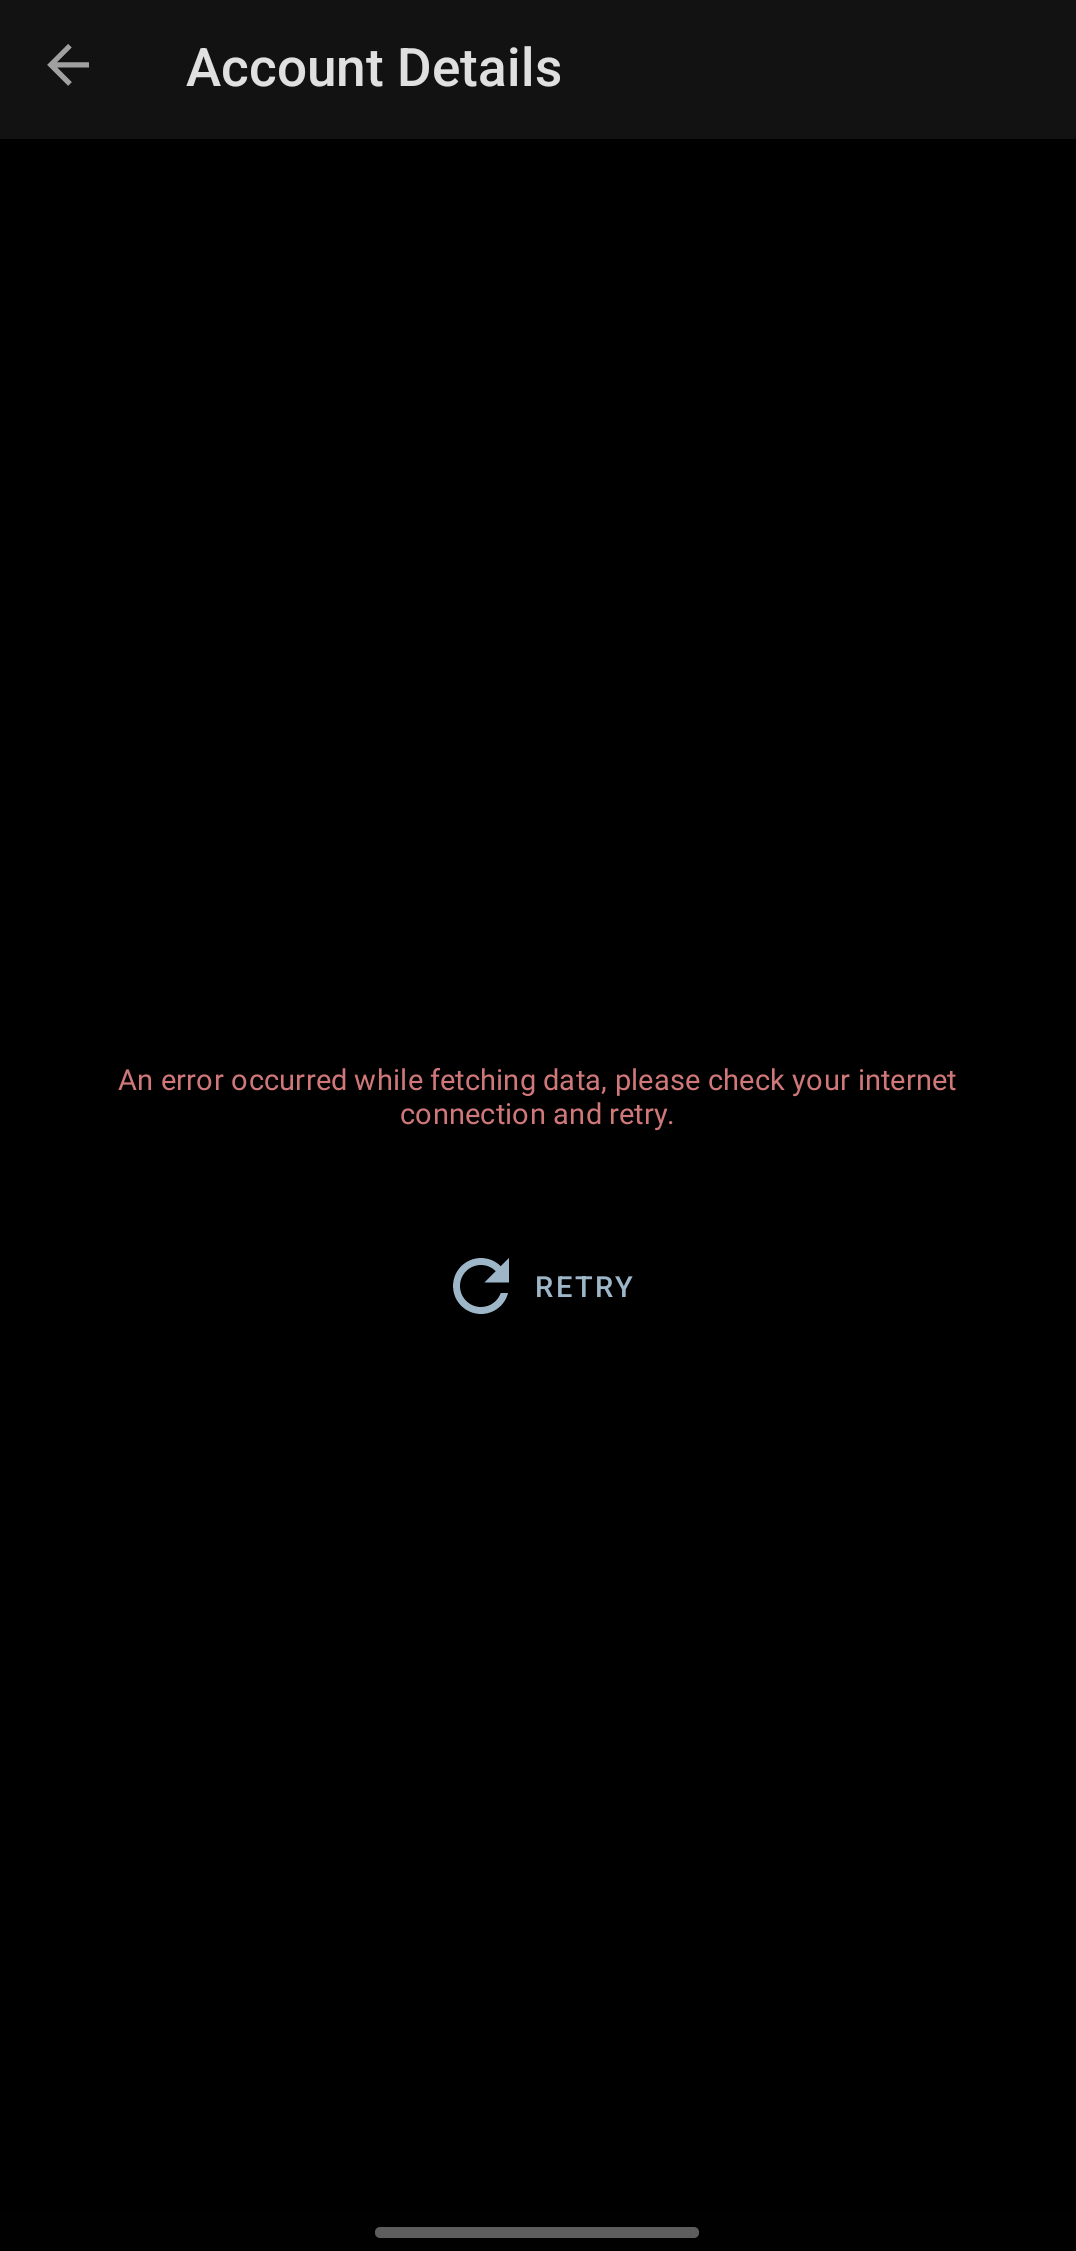 Account Details
An error occurred while fetching data, please check your internet
connection and retry.
RETRY